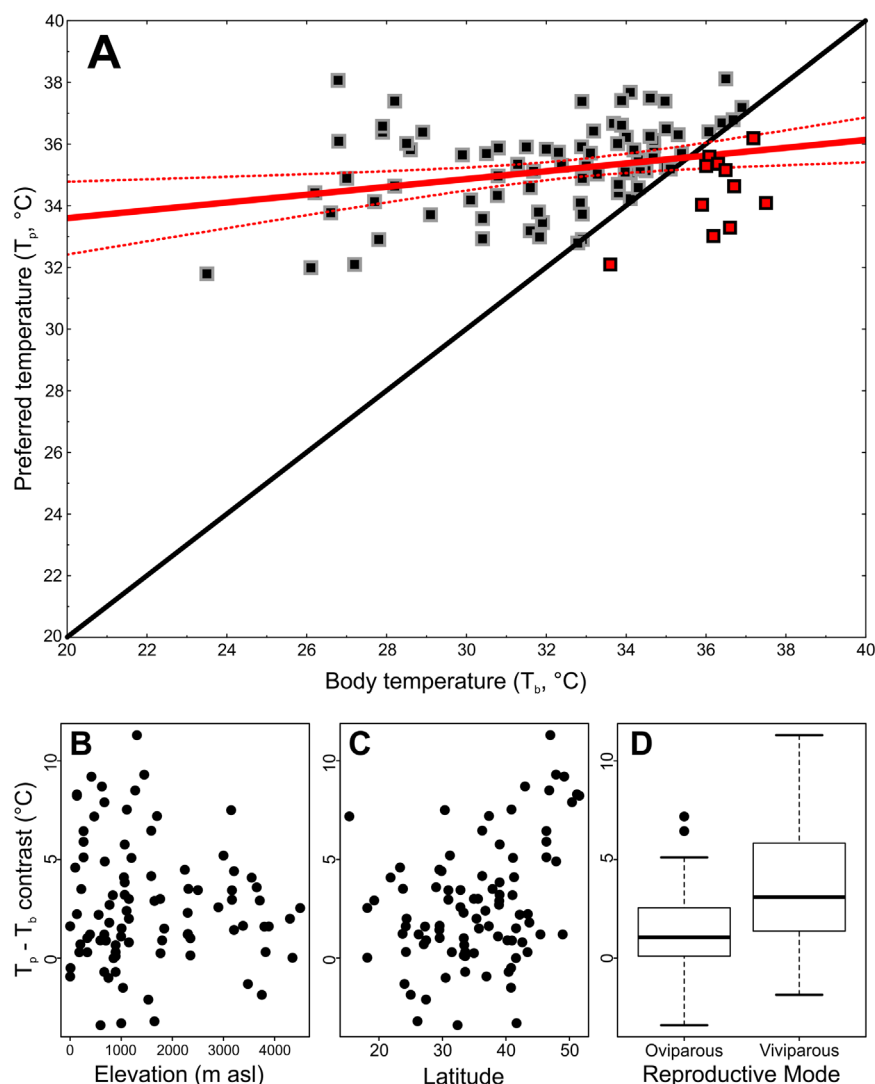 A
40
38
36
34
32
30
28
26
24
22
20
20 22 24 26 28 30 32 34 36 38 40
Preferred temperature (Tp, °C)
Body temperature (Tb, °C)
B C D
10
5
0
Tp - Tb contrast (°C)
0 1000 2000 3000 4000
Elevation (m asl)
10
5
0
20 30 40 50
Latitude
10
5
0
Oviparous Viviparous
Reproductive Mode